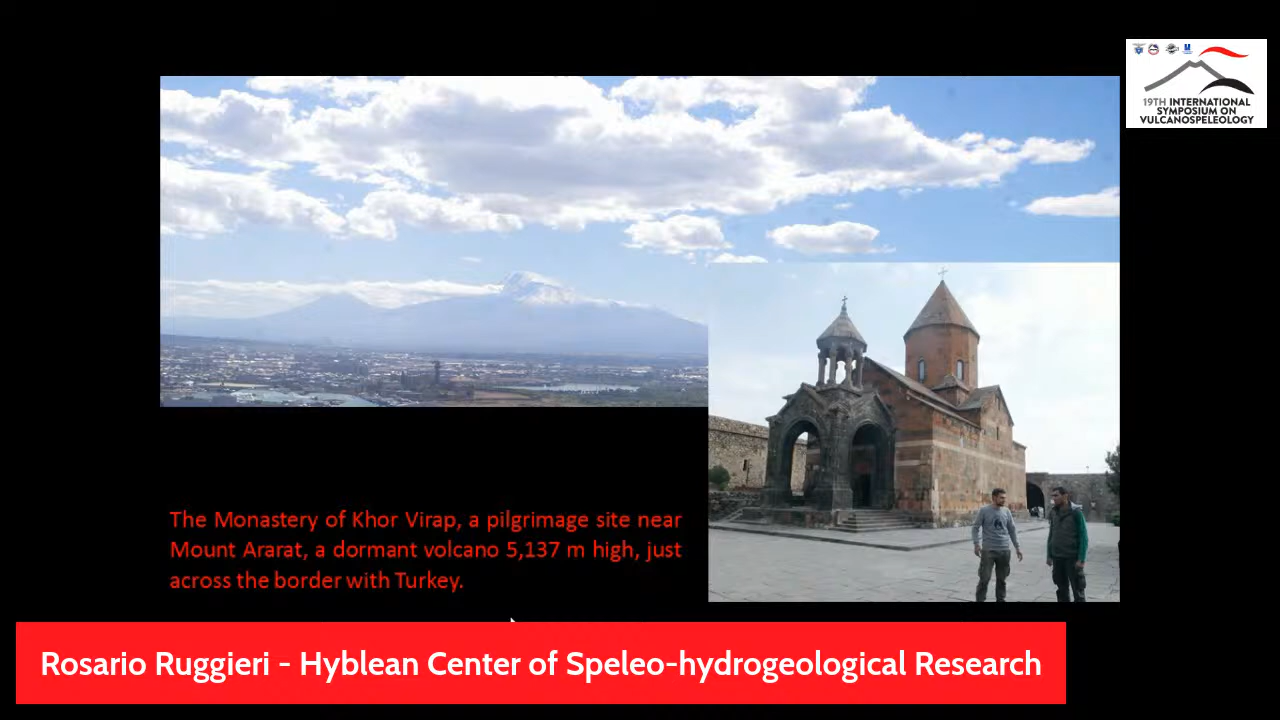 19TH INTERNATIONAL
SYMPOSIUM ON
VULCANOSPELEOLOGY
The Monastery of Khor Virap, a pilgrimage site near
Mount Ararat, a dormant volcano 5,137 m high, just
across the border with Turkey.
Rosario Ruggieri - Hyblean Center of Speleo-hydrogeological Research